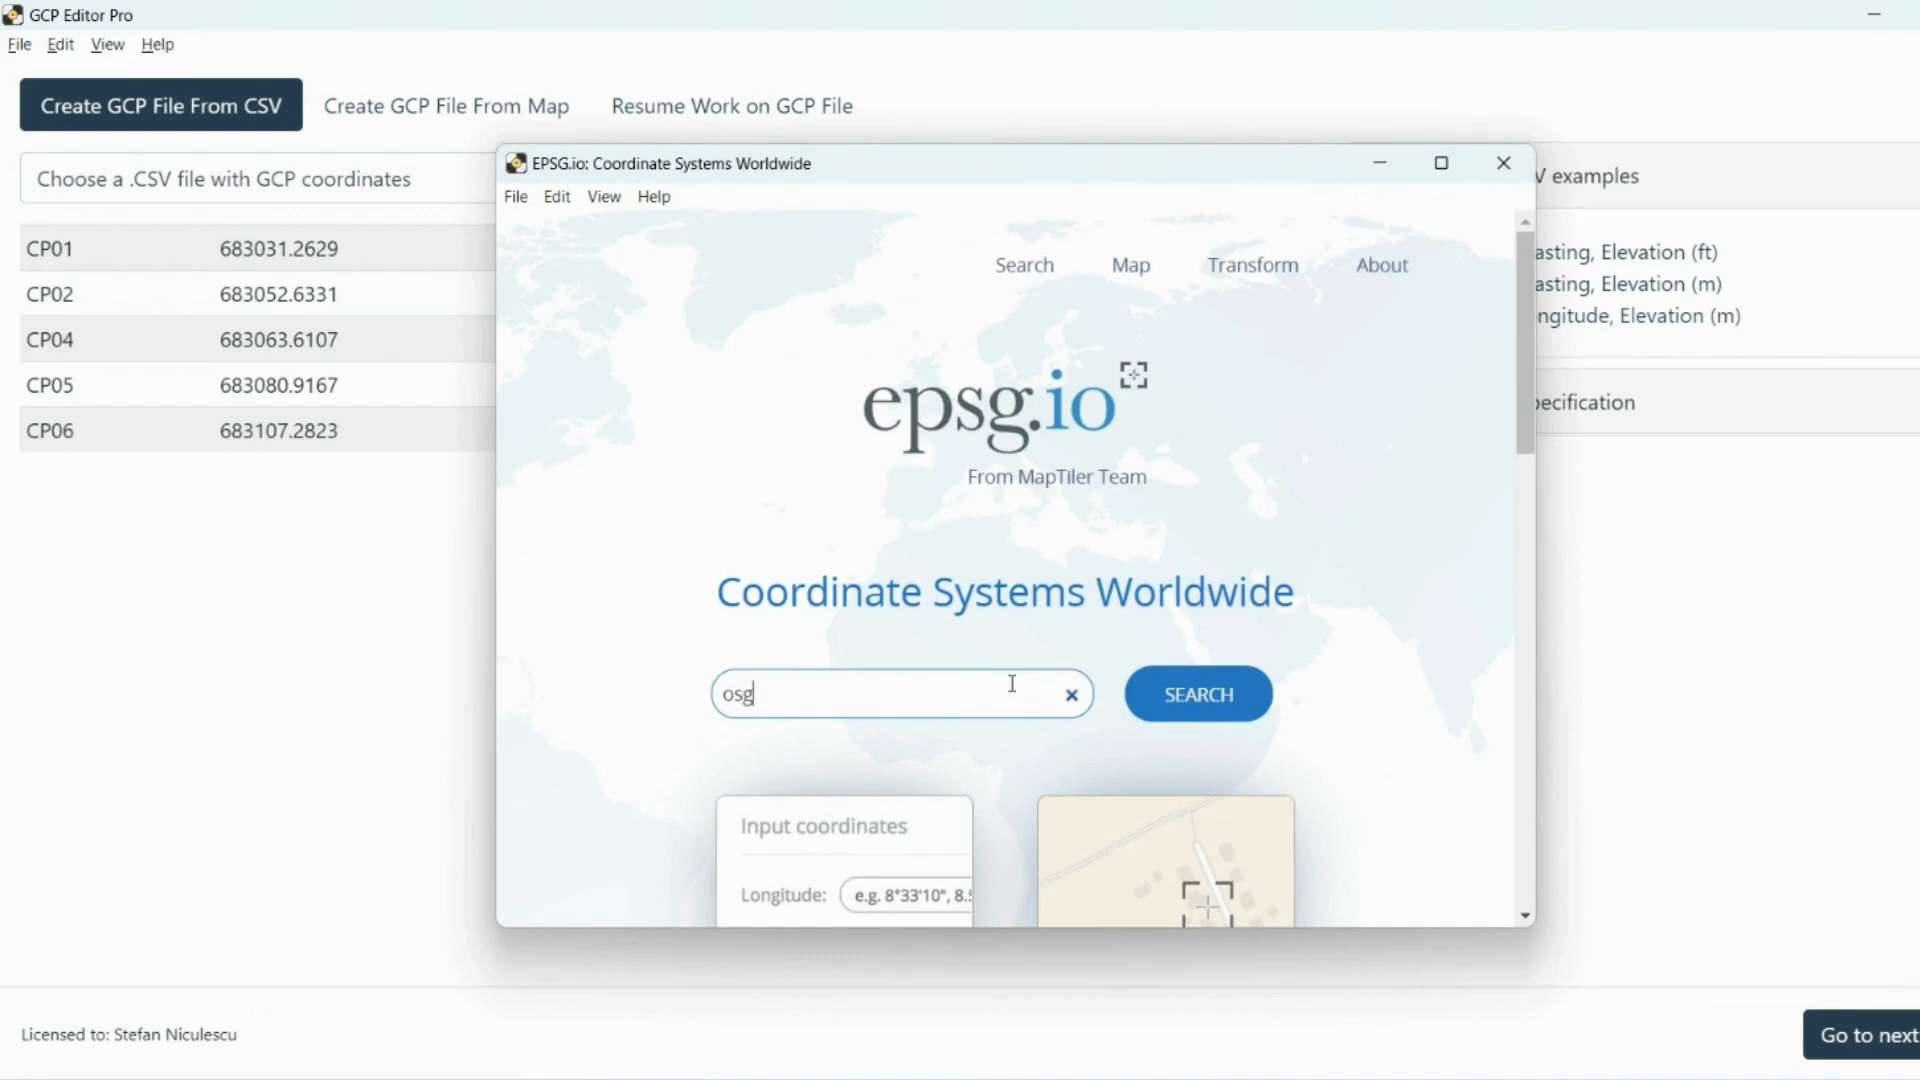 GCP Editor Pro
File Edit View Help
Create GCP File From CSV Create GCP File From Map Resume Work on GCP File
Choose a .CSV file with GCP coordinates
CP01 683031.2629
CP02 683052.6331
CP04 683063.6107
CP05 683080.9167
CP06 683107.2823
EPSG.io: Coordinate Systems Worldwide
File Edit View Help
Search Map Transform About
epsg.io
From MapTiler Team
Coordinate Systems Worldwide
osg
SEARCH
Input coordinates
Longitude: e.g. 8°33'10", 8.
V examples
asting, Elevation (ft)
asting, Elevation (m)
ngitude, Elevation (m)
pecification
Licensed to: Stefan Niculescu
Go to next